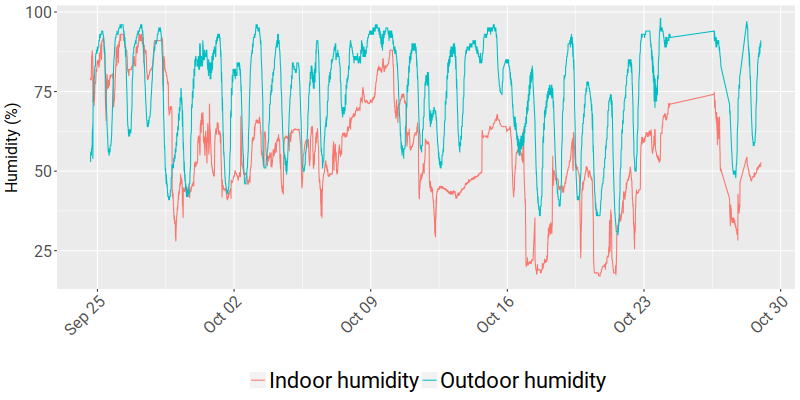 Humidity (%)
100
75
50
25
Sep 25
Oct 02
Oct 09
Oct 16
Oct 23
Oct 30
Indoor humidity
Outdoor humidity